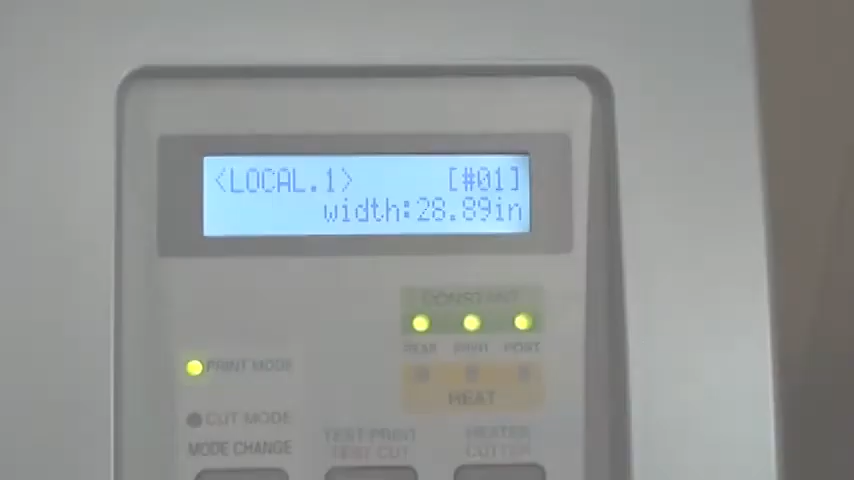 <LOCAL.1> [#01]
width:28.89in
CONSTANT
REAR PRINT POST
PRINT MODE
HEAT
CUT MODE
MODE CHANGE
TEST PRINT
TEST CUT
HEATER
CUTTER